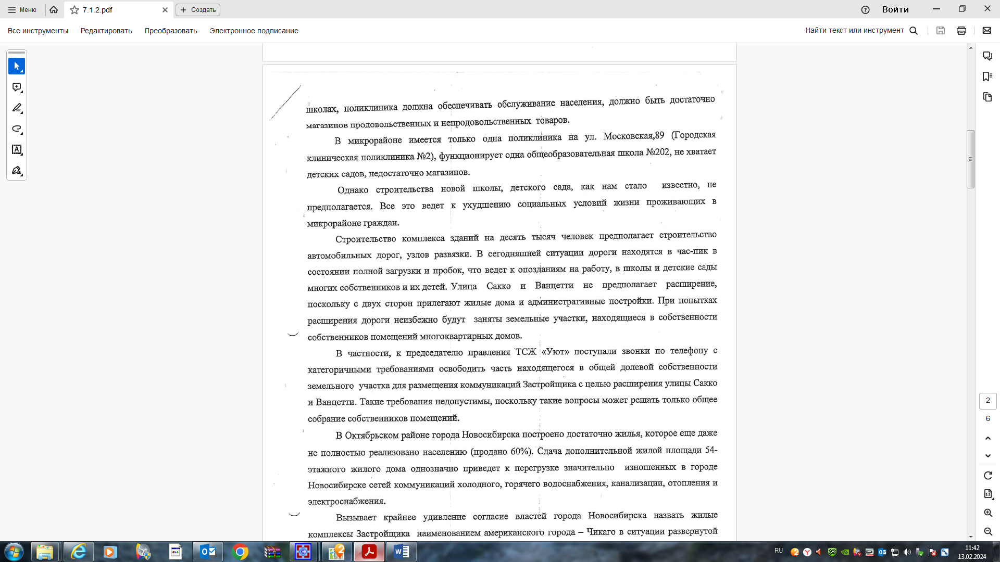 Меню
7.1.2.pdf
Создать
Войти
Все инструменты Редактировать Преобразовать Электронное подписание
Найти текст или инструмент
школах, поликлиника должна обеспечивать обслуживание населения, должно быть достаточно
магазинов продовольственных и непродовольственных товаров.
В микрорайоне имеется только одна поликлиника на ул. Московская,89 (Городская
клиническая поликлиника №2), функционирует одна общеобразовательная школа №202, не хватает
детских садов, недостаточно магазинов.
Однако строительства новой школы, детского сада, как нам стало известно, не
предполагается. Все это ведет к ухудшению социальных условий жизни проживающих в
микрорайоне граждан.
Строительство комплекса зданий на десять тысяч человек предполагает строительство
автомобильных дорог, узлов развязки. В сегодняшней ситуации дороги находятся в час-пик в
состоянии полной загрузки и пробок, что ведет к опозданиям на работу, в школы и детские сады
многих собственников и их детей. Улица Сакко и Ванцетти не предполагает расширение,
поскольку с двух сторон прилегают жилые дома и административные постройки. При попытках
расширения дороги неизбежно будут заняты земельные участки, находящиеся в собственности
собственников помещений многоквартирных домов.
В частности, к председателю правления ТСЖ «Уют» поступали звонки по телефону с
категоричными требованиями освободить часть находящегося в общей долевой собственности
земельного участка для размещения коммуникаций Застройщика с целью расширения улицы Сакко
и Ванцетти. Такие требования недопустимы, поскольку такие вопросы может решать только общее
собрание собственников помещений.
В Октябрьском районе города Новосибирска построено достаточно жилья, которое еще даже
не полностью реализовано населению (продано 60%). Сдача дополнительной жилой площади 54-
этажного жилого дома однозначно приведет к перегрузке значительно изношенных в городе
Новосибирске сетей коммуникаций холодного, горячего водоснабжения, канализации, отопления и
электроснабжения.
Вызывает крайнее удивление согласие властей города Новосибирска назвать жилые
комплексы Застройщика наименованием американского города – Чикаго в ситуации развернутой
2
6
RU
11:42
13.02.2024